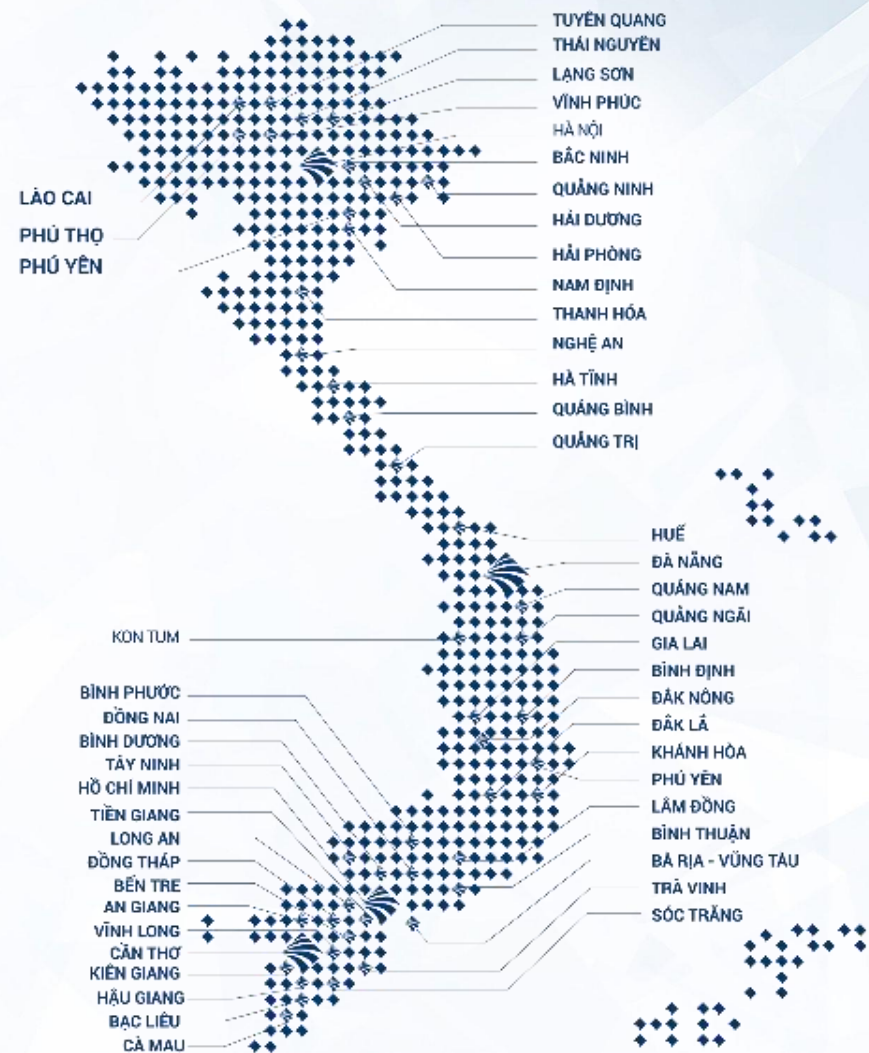 TUYÊN QUANG
THÁI NGUYÊN
LẠNG SƠN
VĨNH PHÚC
HÀ NỘI
BẮC NINH
QUẢNG NINH
HẢI DƯƠNG
HẢI PHÒNG
NAM ĐỊNH
THANH HÓA
NGHỆ AN
HÀ TĨNH
QUẢNG BÌNH
QUẢNG TRỊ
LÀO CAI
PHÚ THỌ
PHÚ YÊN
HUẾ
ĐÀ NẴNG
QUẢNG NAM
QUẢNG NGÃI
GIA LAI
BÌNH ĐỊNH
ĐẮK NÔNG
ĐẮK LẮ
KHÁNH HÒA
PHÚ YÊN
LÂM ĐỒNG
BÌNH THUẬN
BÀ RỊA - VŨNG TÀU
TRÀ VINH
SÓC TRĂNG
KON TUM
BÌNH PHƯỚC
ĐỒNG NAI
BÌNH DƯƠNG
TÂY NINH
HỒ CHÍ MINH
TIỀN GIANG
LONG AN
ĐỒNG THÁP
BẾN TRE
AN GIANG
VĨNH LONG
CẦN THƠ
KIÊN GIANG
HẬU GIANG
BẠC LIÊU
CÀ MAU